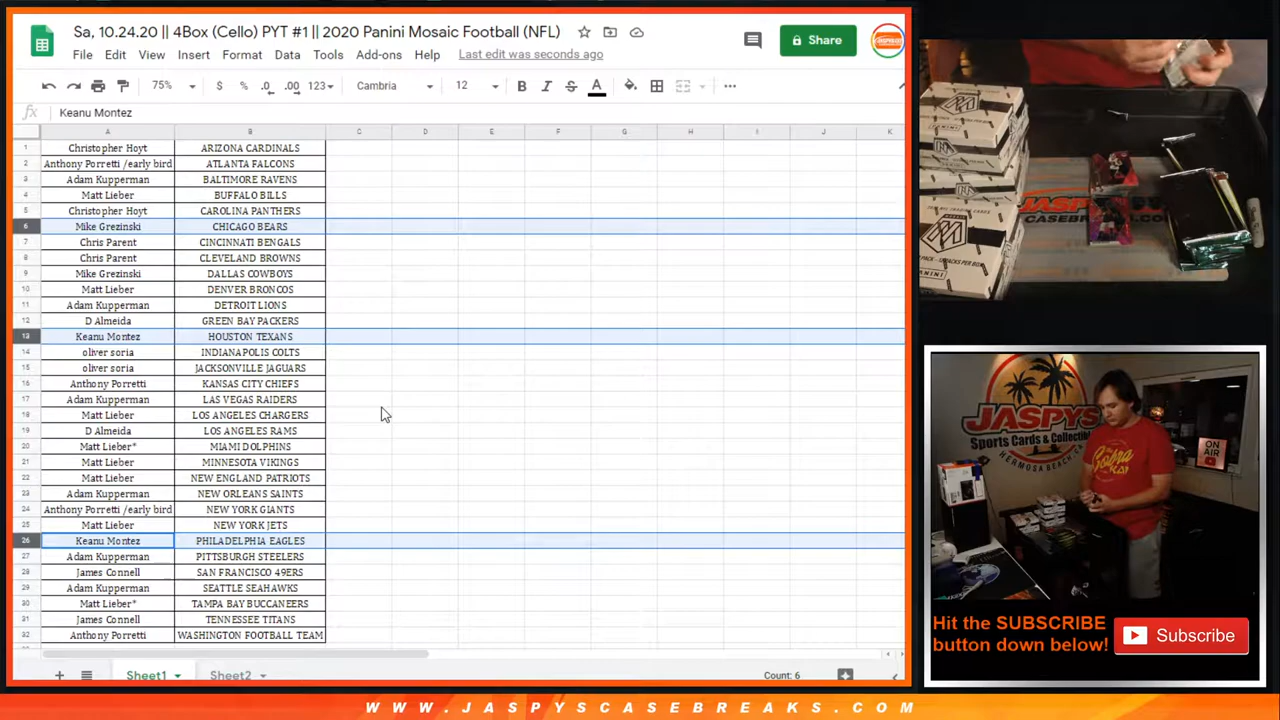 Sa, 10.24.20 || 4Box (Cello) PYT #1 || 2020 Panini Mosaic Football (NFL)
File Edit View Insert Format Data Tools Add-ons Help Last edit was seconds ago
Share
75% $ % .0 .00 123 Cambria 12 B I S A
fx Keanu Montez
A B C D E F G H I J K
1 Christopher Hoyt ARIZONA CARDINALS
2 Anthony Porretti /early bird ATLANTA FALCONS
3 Adam Kupperman BALTIMORE RAVENS
4 Matt Lieber BUFFALO BILLS
5 Christopher Hoyt CAROLINA PANTHERS
6 Mike Grezinski CHICAGO BEARS
7 Chris Parent CINCINNATI BENGALS
8 Chris Parent CLEVELAND BROWNS
9 Mike Grezinski DALLAS COWBOYS
10 Matt Lieber DENVER BRONCOS
11 Adam Kupperman DETROIT LIONS
12 D Almeida GREEN BAY PACKERS
13 Keanu Montez HOUSTON TEXANS
14 oliver soria INDIANAPOLIS COLTS
15 oliver soria JACKSONVILLE JAGUARS
16 Anthony Porretti KANSAS CITY CHIEFS
17 Adam Kupperman LAS VEGAS RAIDERS
18 Matt Lieber LOS ANGELES CHARGERS
19 D Almeida LOS ANGELES RAMS
20 Matt Lieber* MIAMI DOLPHINS
21 Matt Lieber MINNESOTA VIKINGS
22 Matt Lieber NEW ENGLAND PATRIOTS
23 Adam Kupperman NEW ORLEANS SAINTS
24 Anthony Porretti /early bird NEW YORK GIANTS
25 Matt Lieber NEW YORK JETS
26 Keanu Montez PHILADELPHIA EAGLES
27 Adam Kupperman PITTSBURGH STEELERS
28 James Connell SAN FRANCISCO 49ERS
29 Adam Kupperman SEATTLE SEAHAWKS
30 Matt Lieber* TAMPA BAY BUCCANEERS
31 James Connell TENNESSEE TITANS
32 Anthony Porretti WASHINGTON FOOTBALL TEAM
Sheet1 Sheet2 Count: 6
PANINI
JASPY
CASEBREAKS
JASPYS
Sports Cards & Collectibl
HERMOSA BEACH, CA
ON
AIR
Hit the SUBSCRIBE
button down below!
Subscribe
WWW.JASPYSCASEBREAKS.COM